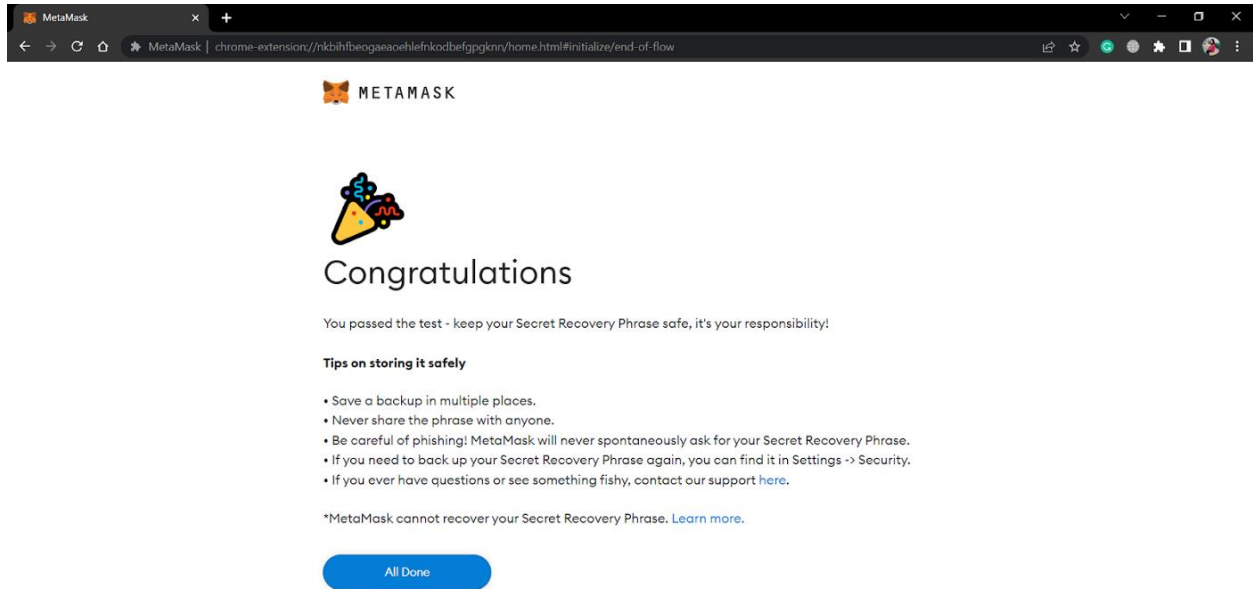 MetaMask
MetaMask | chrome-extension://nkbihfbeogaeaoehlefnkodbefgpgknn/home.html#initialize/end-of-flow
METAMASK
Congratulations
You passed the test - keep your Secret Recovery Phrase safe, it's your responsibility!
Tips on storing it safely
• Save a backup in multiple places.
• Never share the phrase with anyone.
• Be careful of phishing! MetaMask will never spontaneously ask for your Secret Recovery Phrase.
• If you need to back up your Secret Recovery Phrase again, you can find it in Settings -> Security.
• If you ever have questions or see something fishy, contact our support here.
*MetaMask cannot recover your Secret Recovery Phrase. Learn more.
All Done